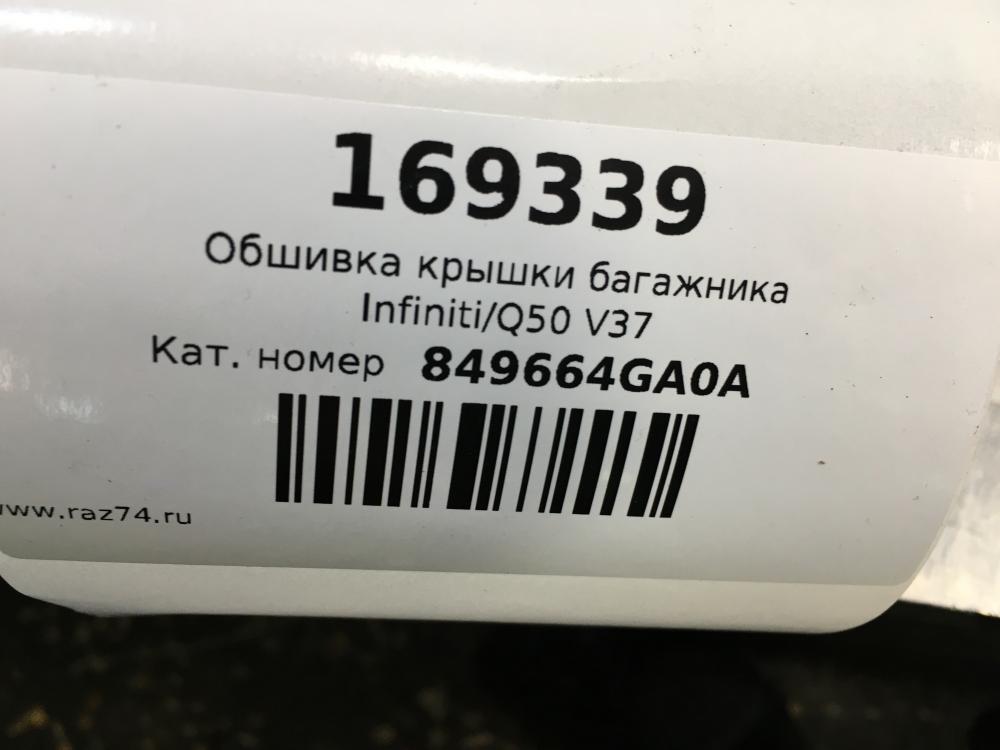 169339
Обшивка крышки багажника
Infiniti/Q50 V37
Кат. номер 849664GA0A
www.raz74.ru